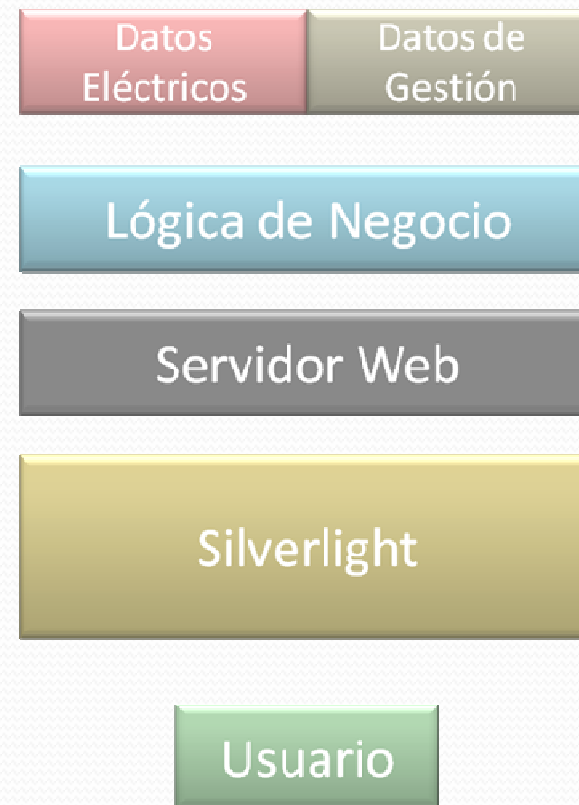 Datos
Eléctricos
Datos de
Gestión
Lógica de Negocio
Servidor Web
Silverlight
Usuario